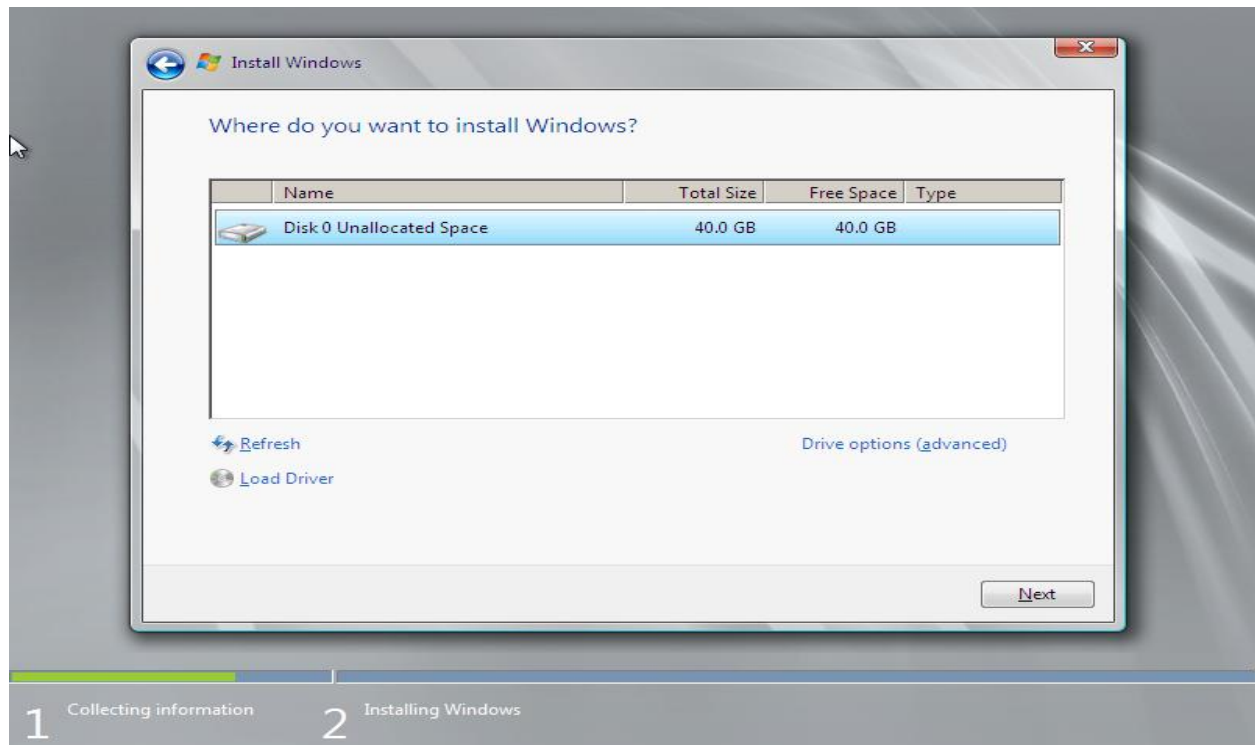 Install Windows
Where do you want to install Windows?
Name Total Size Free Space Type
Disk 0 Unallocated Space 40.0 GB 40.0 GB
Refresh Drive options (advanced)
Load Driver
Next
1 Collecting information 2 Installing Windows